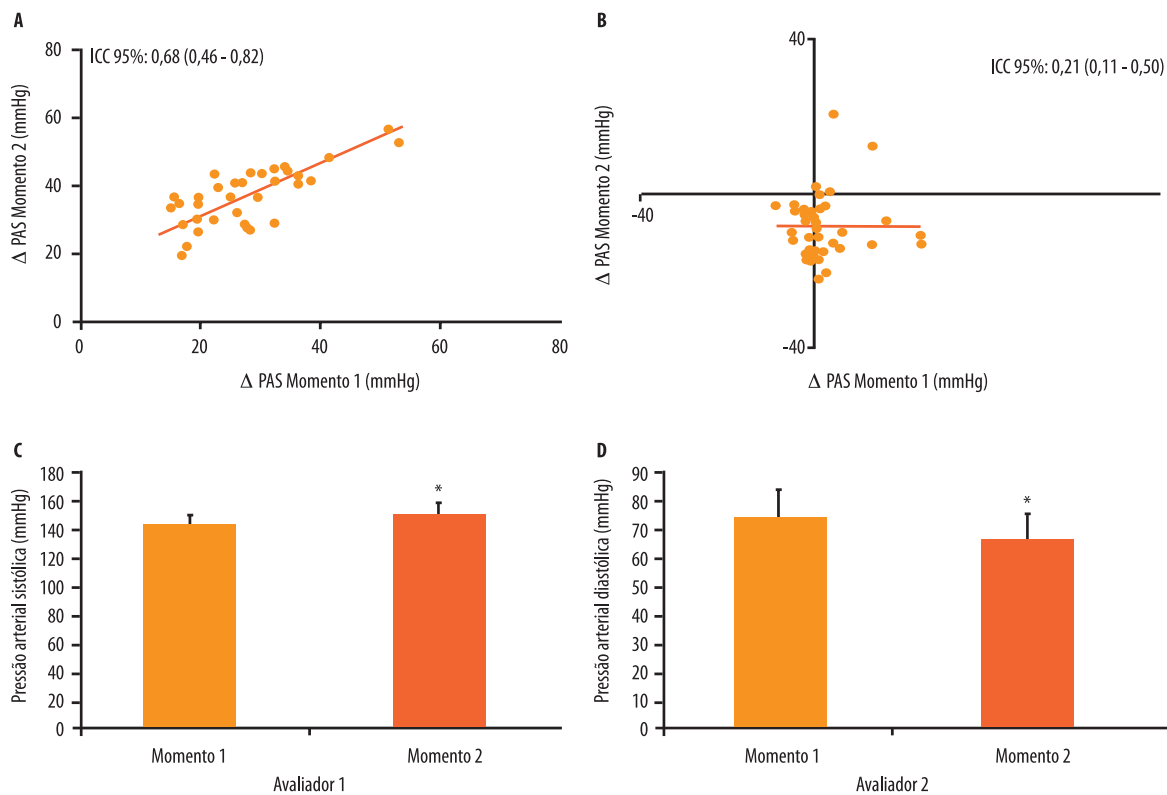 A
ICC 95%: 0,68 (0,46 - 0,82)
Δ PAS Momento 2 (mmHg)
80
60
40
20
0
0 20 40 60 80
Δ PAS Momento 1 (mmHg)
B
ICC 95%: 0,21 (0,11 - 0,50)
Δ PAS Momento 2 (mmHg)
40
-40
-40
Δ PAS Momento 1 (mmHg)
C
Pressão arterial sistólica (mmHg)
180
160
140
120
100
80
60
40
20
0
*
Momento 1 Momento 2
Avaliador 1
D
Pressão arterial diastólica (mmHg)
90
80
70
60
50
40
30
20
10
0
*
Momento 1 Momento 2
Avaliador 2